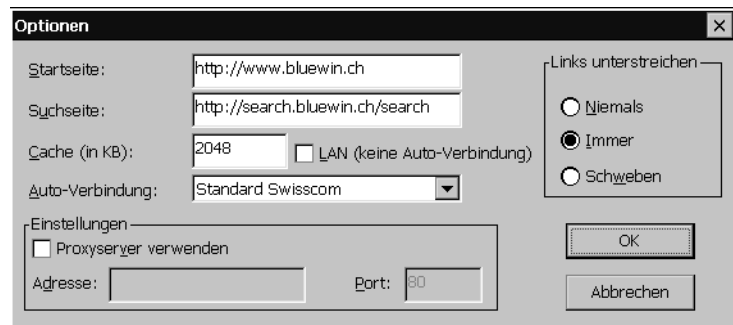 Optionen
Startseite: http://www.bluewin.ch
Suchseite: http://search.bluewin.ch/search
Cache (in KB): 2048 LAN (keine Auto-Verbindung)
Auto-Verbindung: Standard Swisscom
Links unterstreichen
Niemals
Immer
Schweben
Einstellungen
Proxyserver verwenden
Adresse: Port: 80
OK
Abbrechen